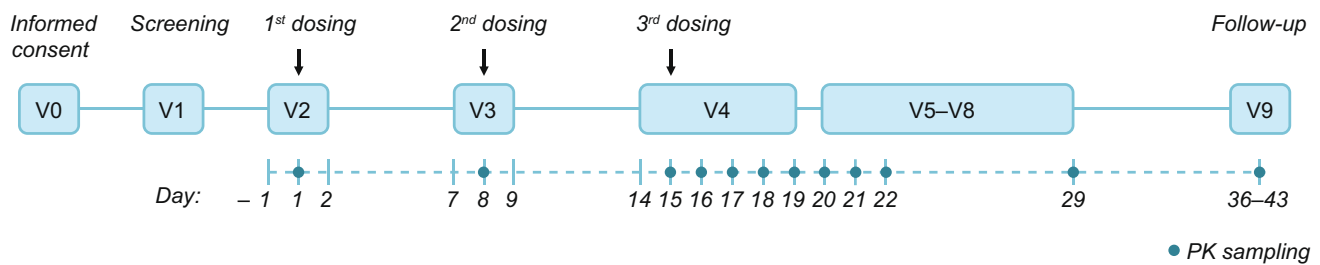 Informed consent Screening 1st dosing 2nd dosing 3rd dosing Follow-up
V0 V1 V2 V3 V4 V5–V8 V9
Day: – 1 1 2 7 8 9 14 15 16 17 18 19 20 21 22 29 36–43
PK sampling